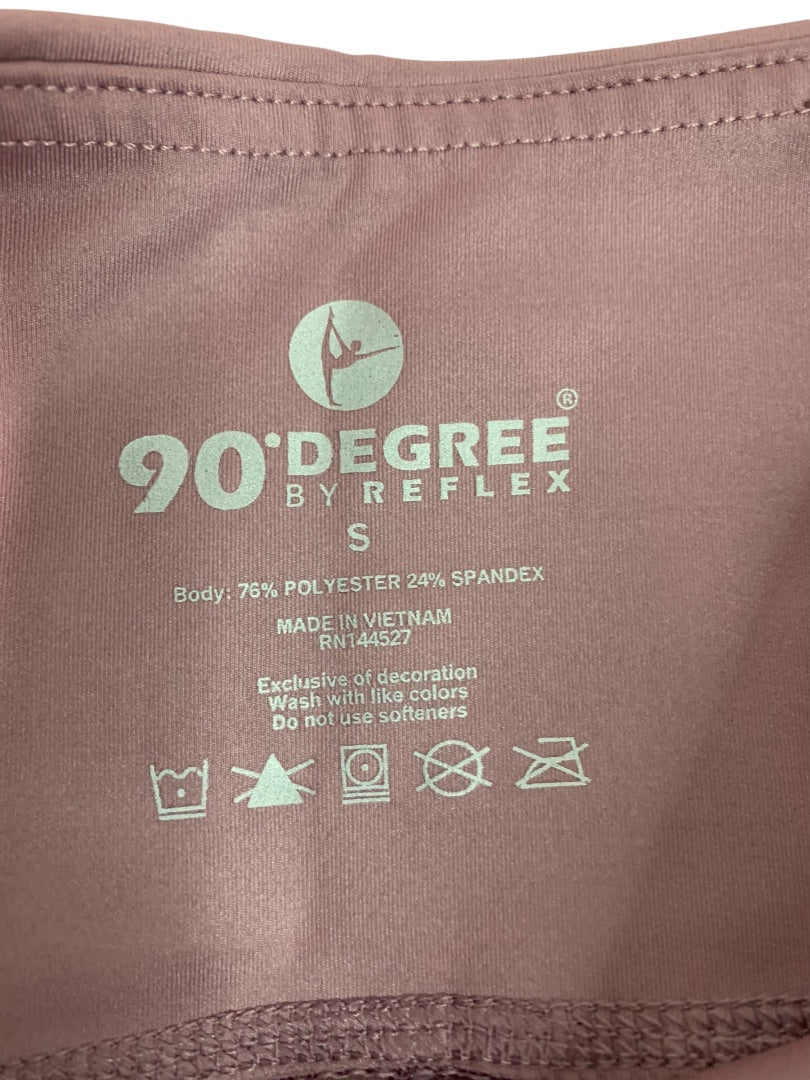 90° DEGREE®
BY REFLEX
S
Body: 76% POLYESTER 24% SPANDEX
MADE IN VIETNAM
RN144527
Exclusive of decoration
Wash with like colors
Do not use softeners